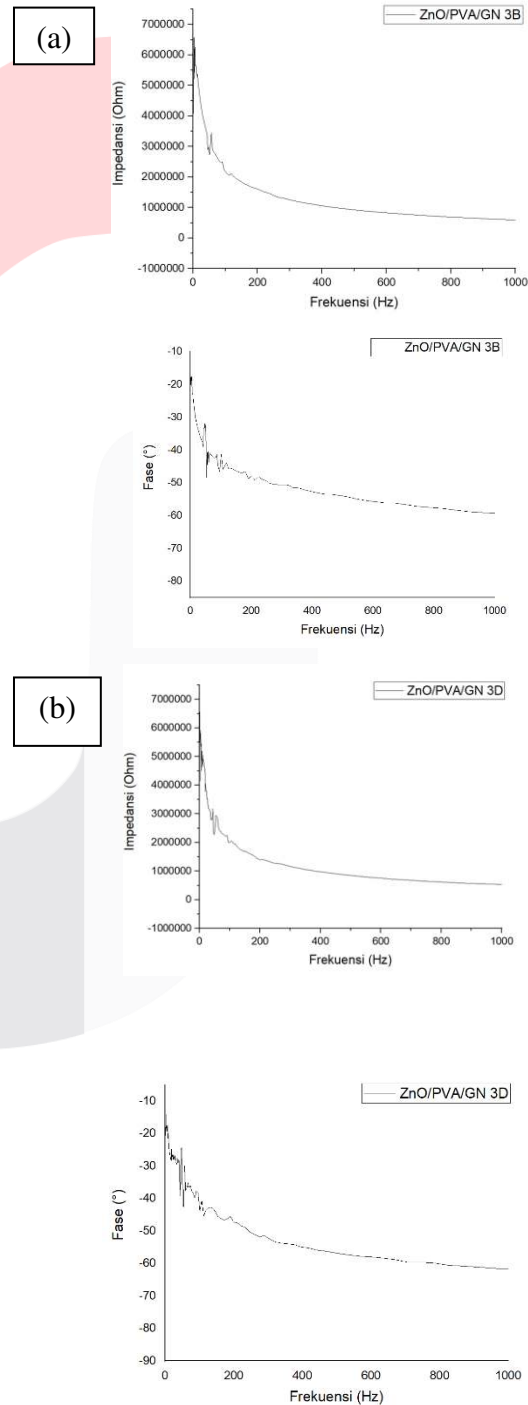 (a)
ZnO/PVA/GN 3B
7000000
6000000
5000000
4000000
3000000
2000000
1000000
0
-1000000
Impedansi (Ohm)
0 200 400 600 800 1000
Frekuensi (Hz)
ZnO/PVA/GN 3B
-10
-20
-30
-40
-50
-60
-70
-80
Fase (°)
0 200 400 600 800 1000
Frekuensi (Hz)
(b)
ZnO/PVA/GN 3D
7000000
6000000
5000000
4000000
3000000
2000000
1000000
0
-1000000
Impedansi (Ohm)
0 200 400 600 800 1000
Frekuensi (Hz)
ZnO/PVA/GN 3D
-10
-20
-30
-40
-50
-60
-70
-80
-90
Fase (°)
0 200 400 600 800 1000
Frekuensi (Hz)